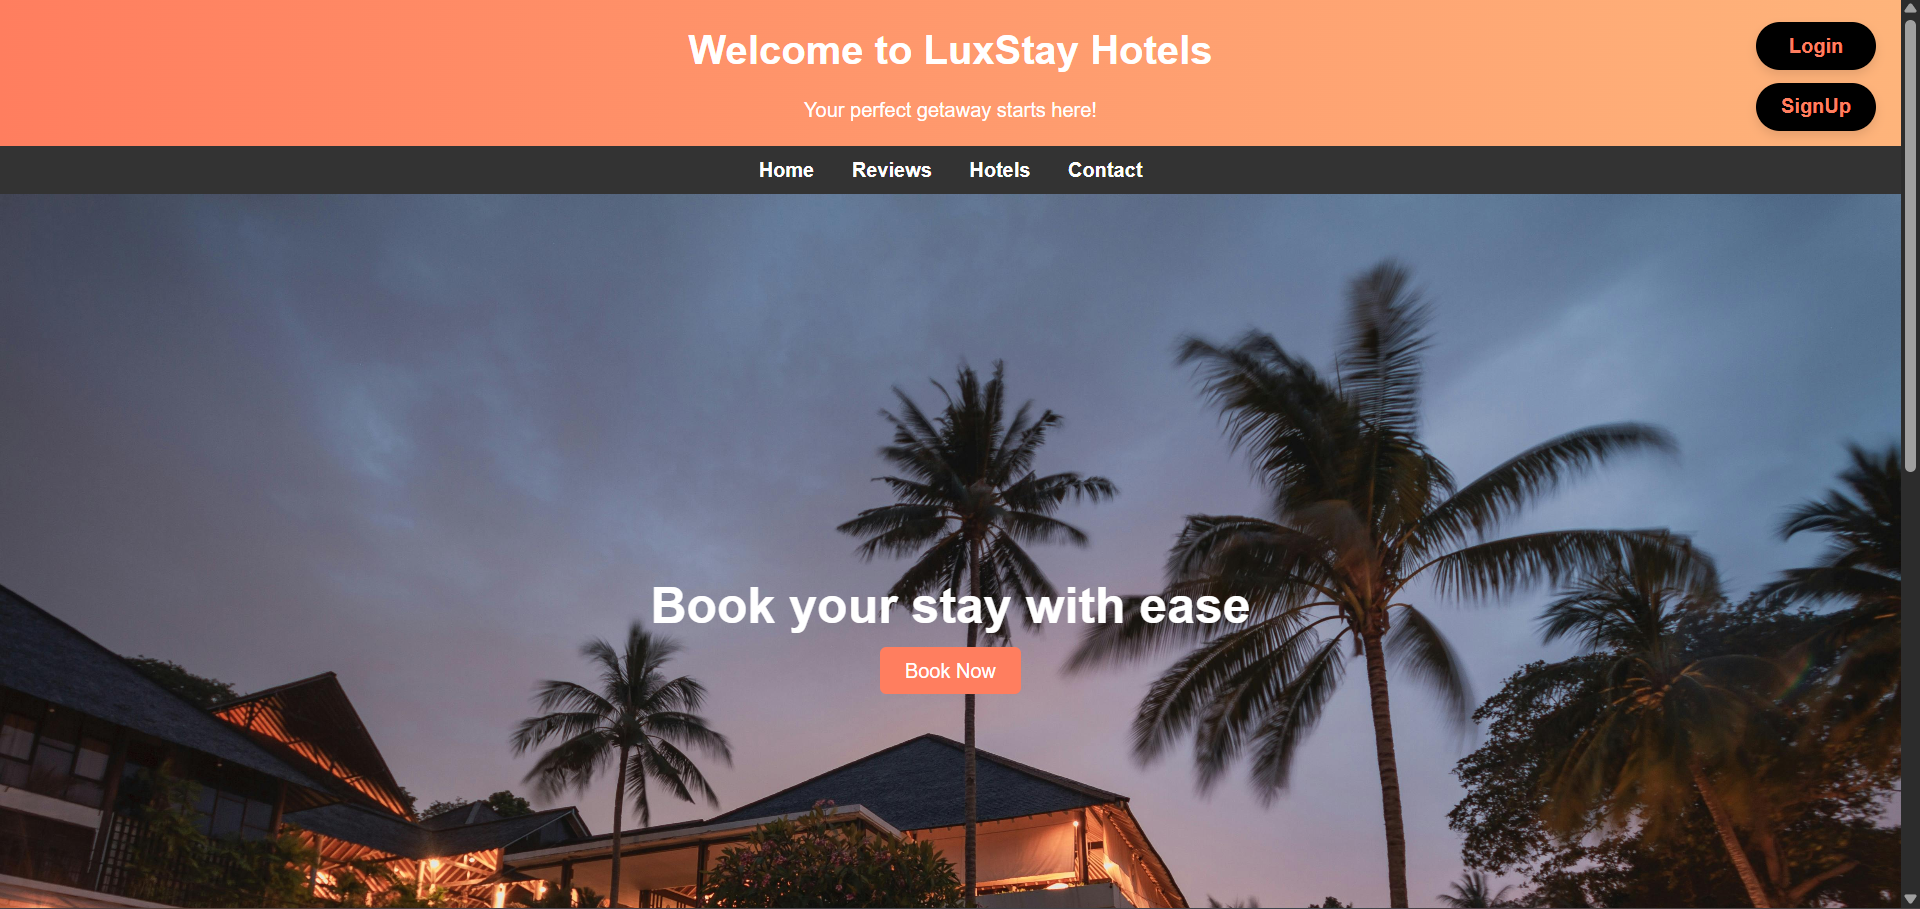 Welcome to LuxStay Hotels
Your perfect getaway starts here!
Login
SignUp
Home Reviews Hotels Contact
Book your stay with ease
Book Now